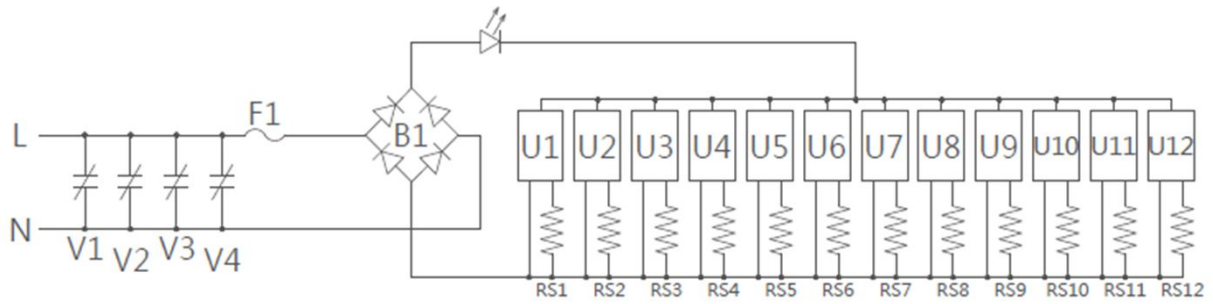 F1
L
B1
U1 U2 U3 U4 U5 U6 U7 U8 U9 U10 U11 U12
N
V1 V2 V3 V4
RS1 RS2 RS3 RS4 RS5 RS6 RS7 RS8 RS9 RS10 RS11 RS12